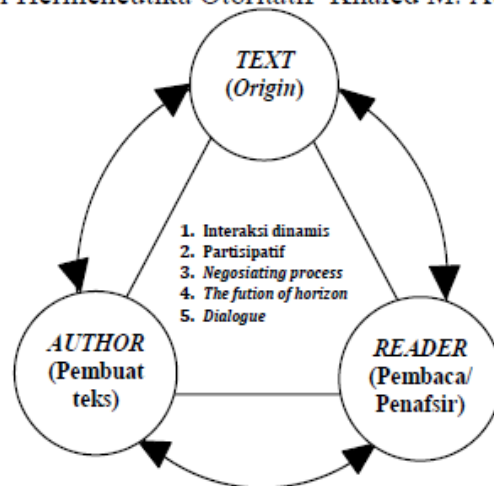 Hermeneutika Otoritatif Khaled M. A
TEXT
(Origin)
1. Interaksi dinamis
2. Partisipatif
3. Negosiating process
4. The fution of horizon
5. Dialogue
AUTHOR
(Pembuat
teks)
READER
(Pembaca/
Penafsir)